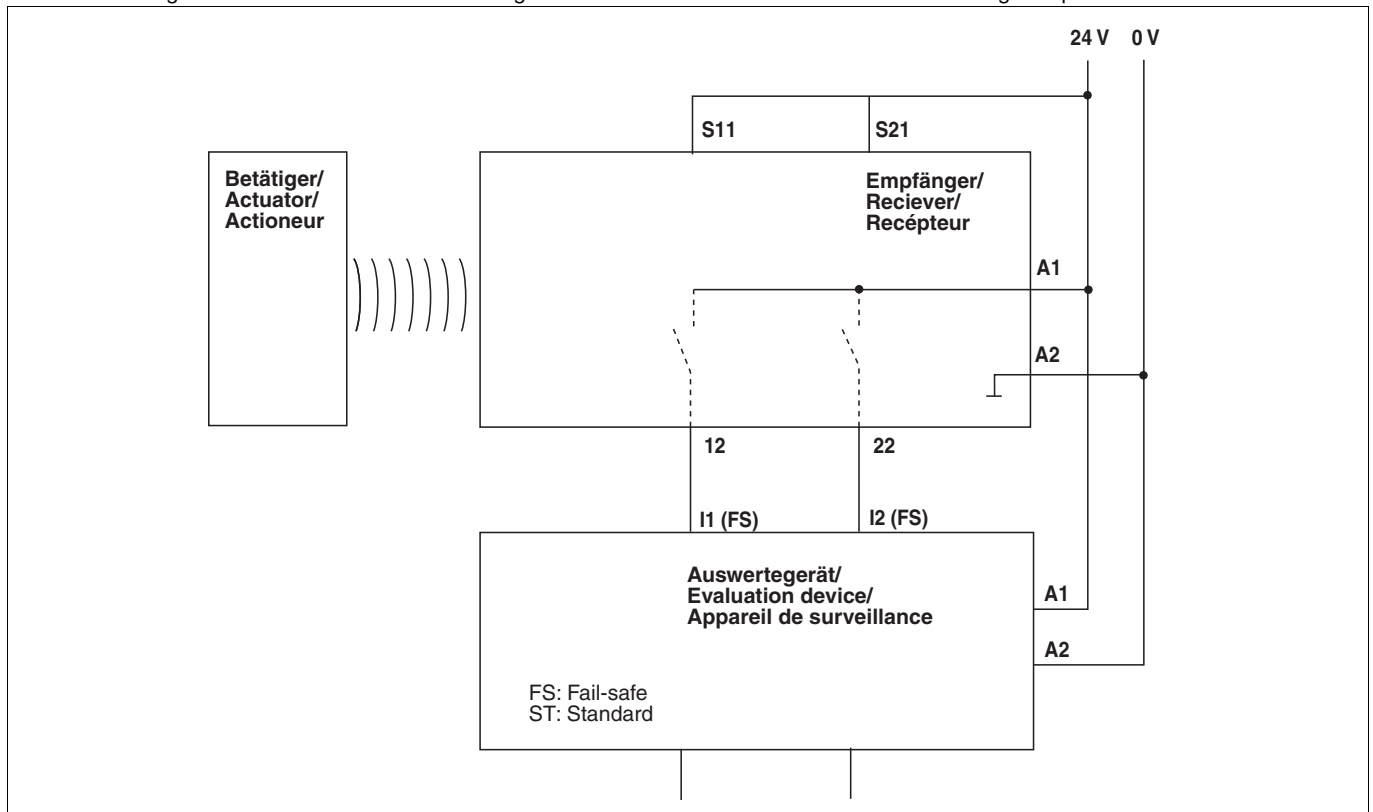 24 V 0 V
S11 S21
Betätiger/
Actuator/
Actioneur
Empfänger/
Reciever/
Recépteur
A1
A2
12 22
I1 (FS) I2 (FS)
Auswertegerät/
Evaluation device/
Appareil de surveillance
A1
A2
FS: Fail-safe
ST: Standard